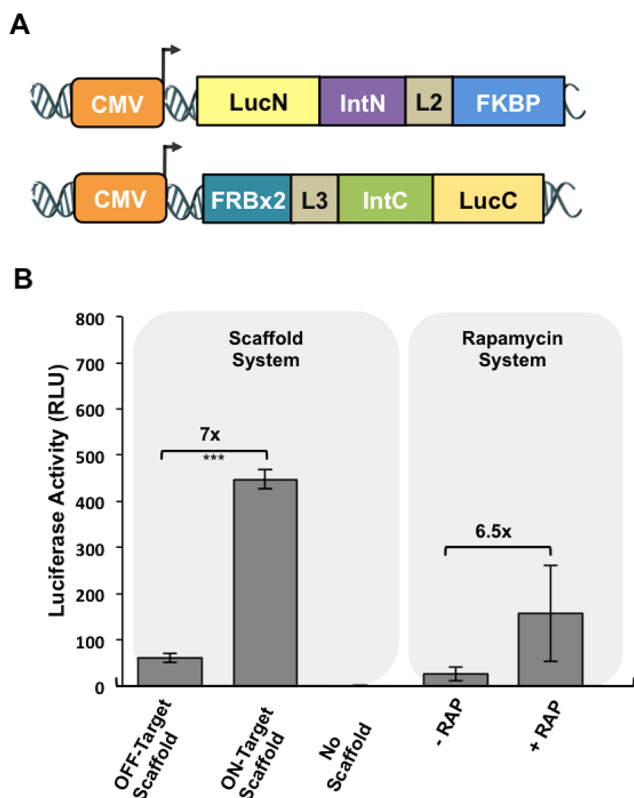 A
CMV LucN IntN L2 FKBP
CMV FRBx2 L3 IntC LucC
B
Luciferase Activity (RLU)
800
700
600
500
400
300
200
100
0
Scaffold
System
Rapamycin
System
7x
***
6.5x
OFF-Target
Scaffold
ON-Target
Scaffold
No
Scaffold
- RAP
+ RAP